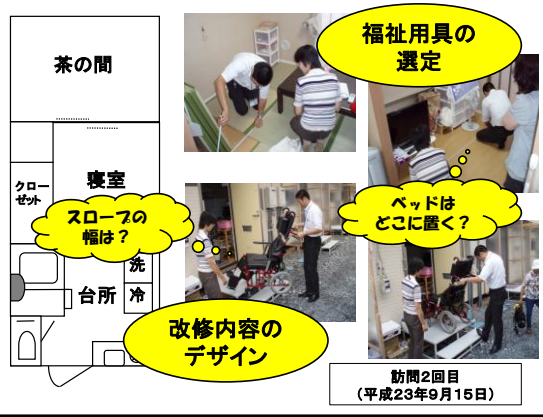 福祉用具の
選定
茶の間
寝室
クロー
ゼット
スロープの
幅は？
ベッドは
どこに置く？
洗
台所
冷
改修内容の
デザイン
訪問2回目
（平成23年9月15日）